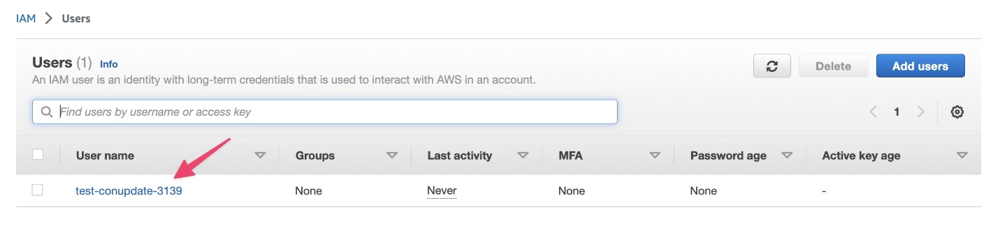 IAM > Users
Users (1) Info
An IAM user is an identity with long-term credentials that is used to interact with AWS in an account.
Delete
Add users
Find users by username or access key
1
User name Groups Last activity MFA Password age Active key age
test-conupdate-3139 None Never None None -